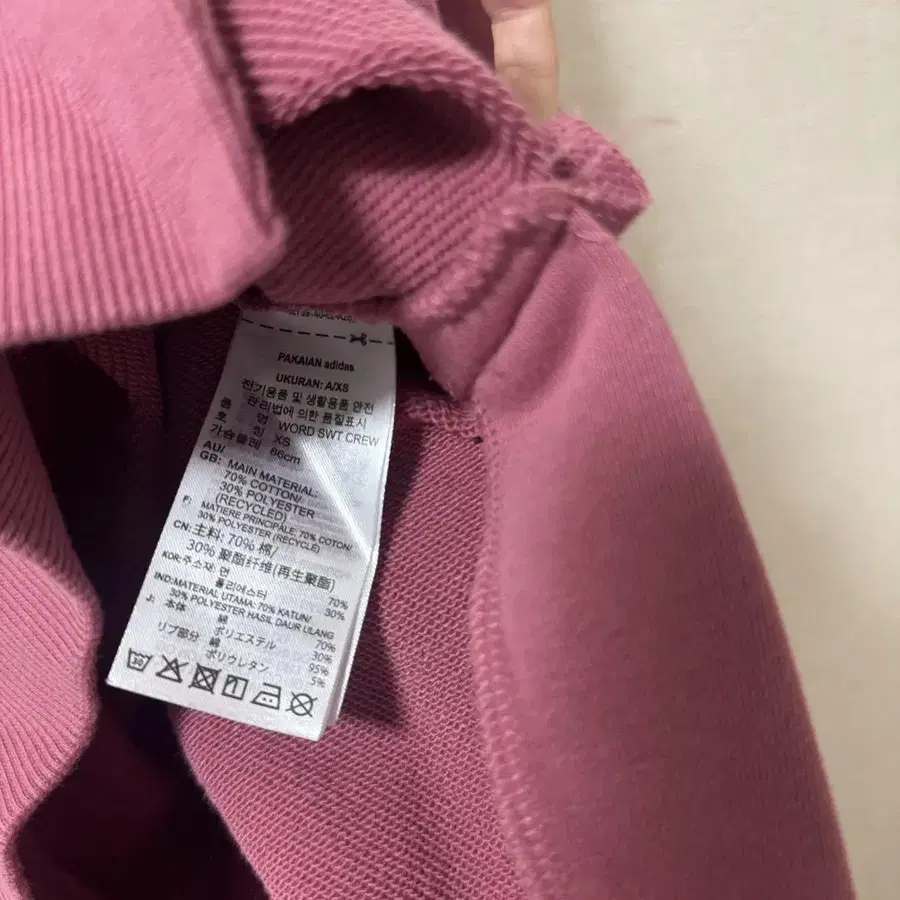 PAKAIAN adidas
UKURAN: A/XS
전기용품 및 생활용품 안전
관리법에 의한 품질표시
품 명 WORD SWT CREW
호 칭 XS
가슴둘레 86cm
AU/
GB: MAIN MATERIAL:
70% COTTON/
30% POLYESTER
(RECYCLED)
F: MATIERE PRINCIPALE: 70% COTON/
30% POLYESTER (RECYCLE)
CN: 主料: 70% 棉/
30% 聚酯纤维(再生聚酯)
KOR: 주소재: 면 70%
폴리에스터 30%
IND: MATERIAL UTAMA: 70% KATUN/
30% POLYESTER HASIL DAUR ULANG
J: 本体 綿 70%
ポリエステル 30%
リブ部分 綿 95%
ポリウレタン 5%
30